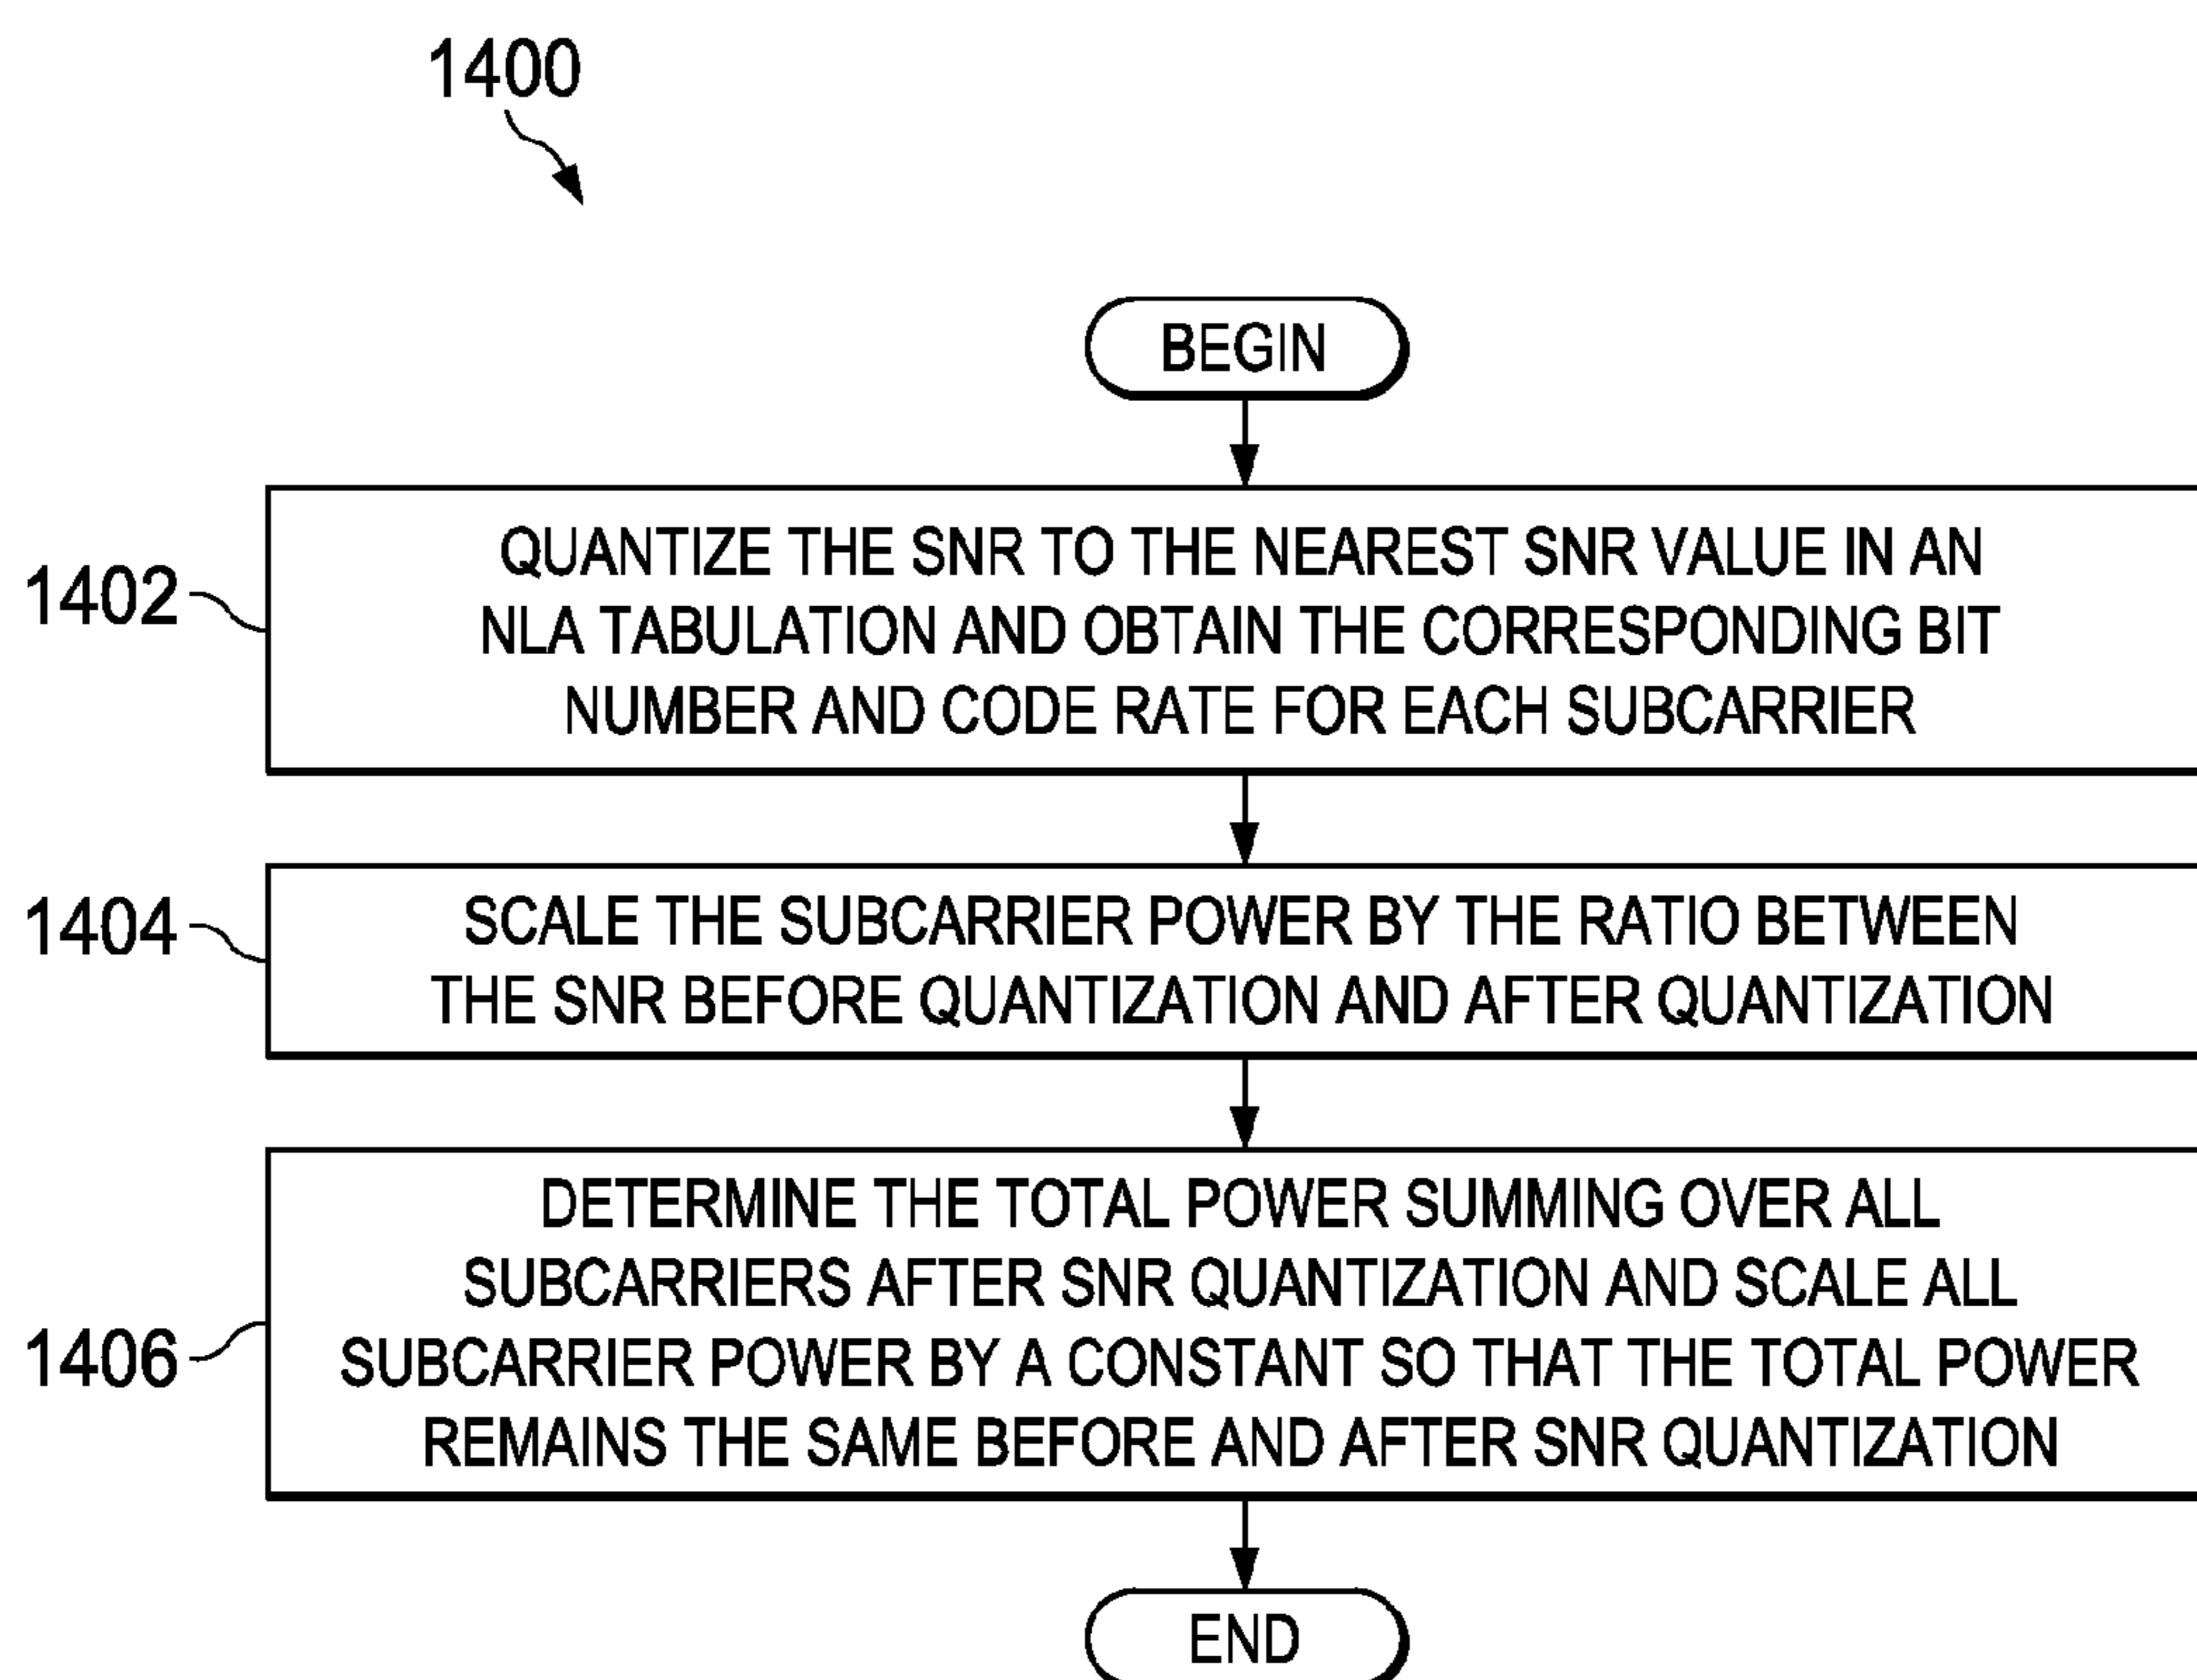 1400
BEGIN
1402
QUANTIZE THE SNR TO THE NEAREST SNR VALUE IN AN
NLA TABULATION AND OBTAIN THE CORRESPONDING BIT
NUMBER AND CODE RATE FOR EACH SUBCARRIER
1404
SCALE THE SUBCARRIER POWER BY THE RATIO BETWEEN
THE SNR BEFORE QUANTIZATION AND AFTER QUANTIZATION
1406
DETERMINE THE TOTAL POWER SUMMING OVER ALL
SUBCARRIERS AFTER SNR QUANTIZATION AND SCALE ALL
SUBCARRIER POWER BY A CONSTANT SO THAT THE TOTAL POWER
REMAINS THE SAME BEFORE AND AFTER SNR QUANTIZATION
END